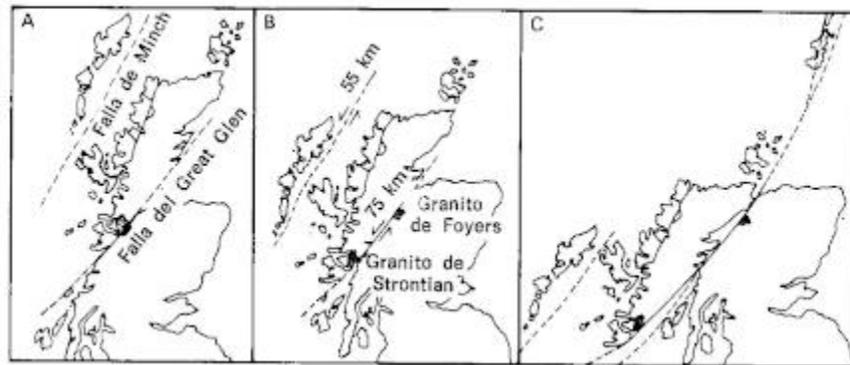 A
Falla de Minch
Falla del Great Glen
B
55 km
75 km
Granito
de Foyers
Granito de
Strontian
C